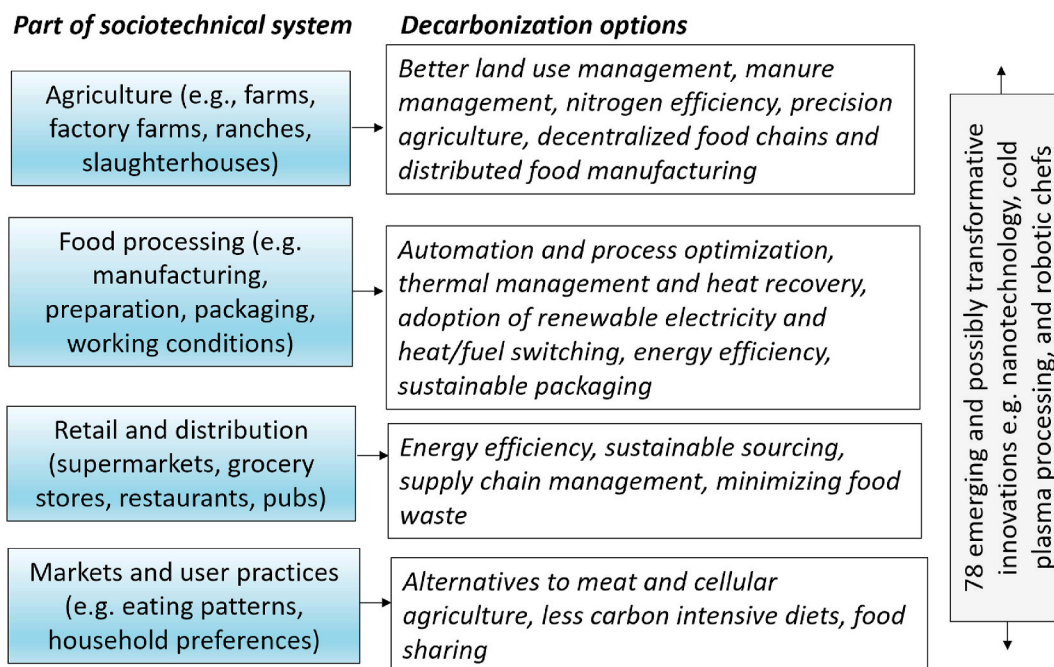 Part of sociotechnical system
Decarbonization options
Agriculture (e.g., farms,
factory farms, ranches,
slaughterhouses)
Better land use management, manure
management, nitrogen efficiency, precision
agriculture, decentralized food chains and
distributed food manufacturing
Food processing (e.g.
manufacturing,
preparation, packaging,
working conditions)
Automation and process optimization,
thermal management and heat recovery,
adoption of renewable electricity and
heat/fuel switching, energy efficiency,
sustainable packaging
Retail and distribution
(supermarkets, grocery
stores, restaurants, pubs)
Energy efficiency, sustainable sourcing,
supply chain management, minimizing food
waste
Markets and user practices
(e.g. eating patterns,
household preferences)
Alternatives to meat and cellular
agriculture, less carbon intensive diets, food
sharing
78 emerging and possibly transformative
innovations e.g. nanotechnology, cold
plasma processing, and robotic chefs